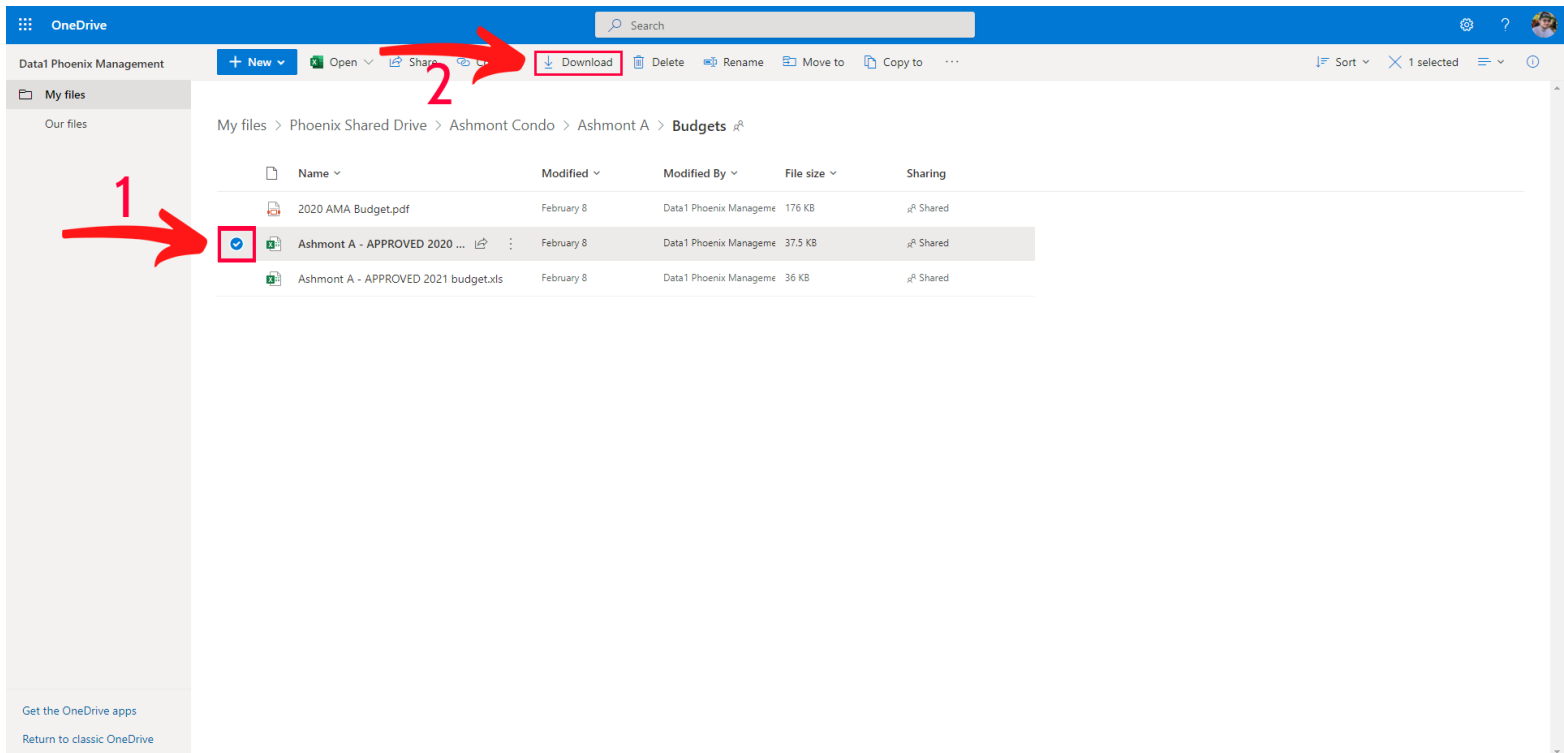 OneDrive
Search
?
Data1 Phoenix Management
New
Open
Share
Download
Delete
Rename
Move to
Copy to
...
Sort
1 selected
2
My files
Our files
My files > Phoenix Shared Drive > Ashmont Condo > Ashmont A > Budgets
Name Modified Modified By File size Sharing
1
2020 AMA Budget.pdf February 8 Data1 Phoenix Manageme 176 KB Shared
Ashmont A - APPROVED 2020 ... February 8 Data1 Phoenix Manageme 37.5 KB Shared
Ashmont A - APPROVED 2021 budget.xls February 8 Data1 Phoenix Manageme 36 KB Shared
Get the OneDrive apps
Return to classic OneDrive